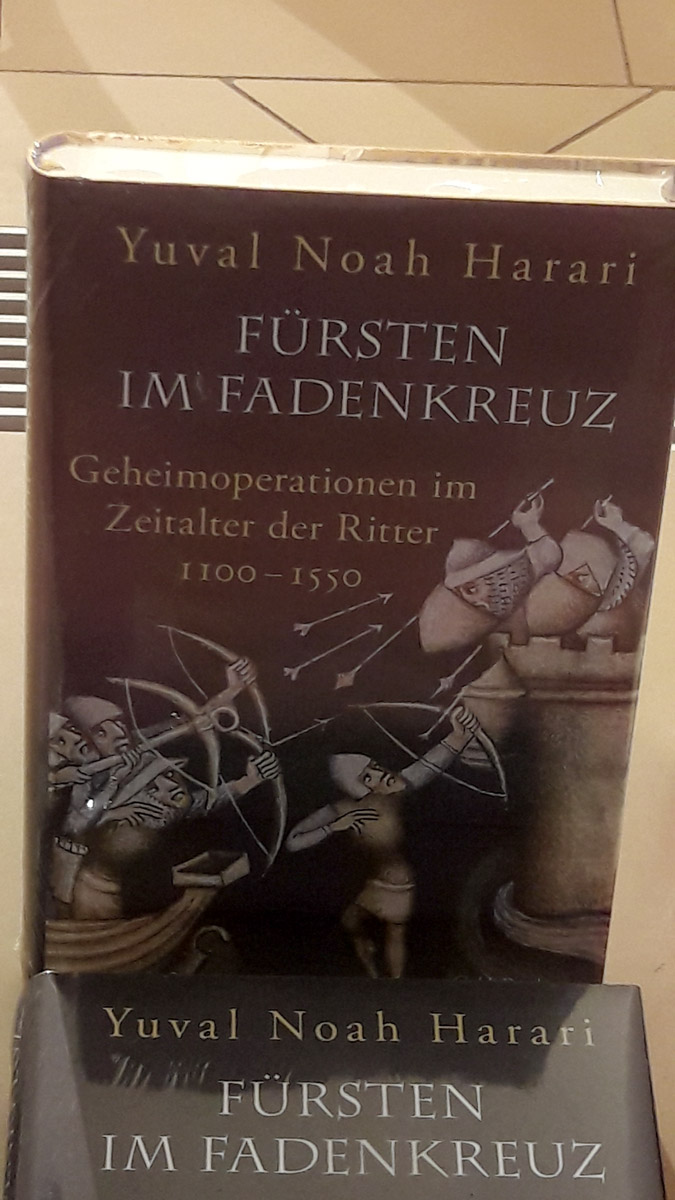 Yuval Noah Harari
FÜRSTEN
IM FADENKREUZ
Geheimoperationen im
Zeitalter der Ritter
1100–1550
Yuval Noah Harari
FÜRSTEN
IM FADENKREUZ